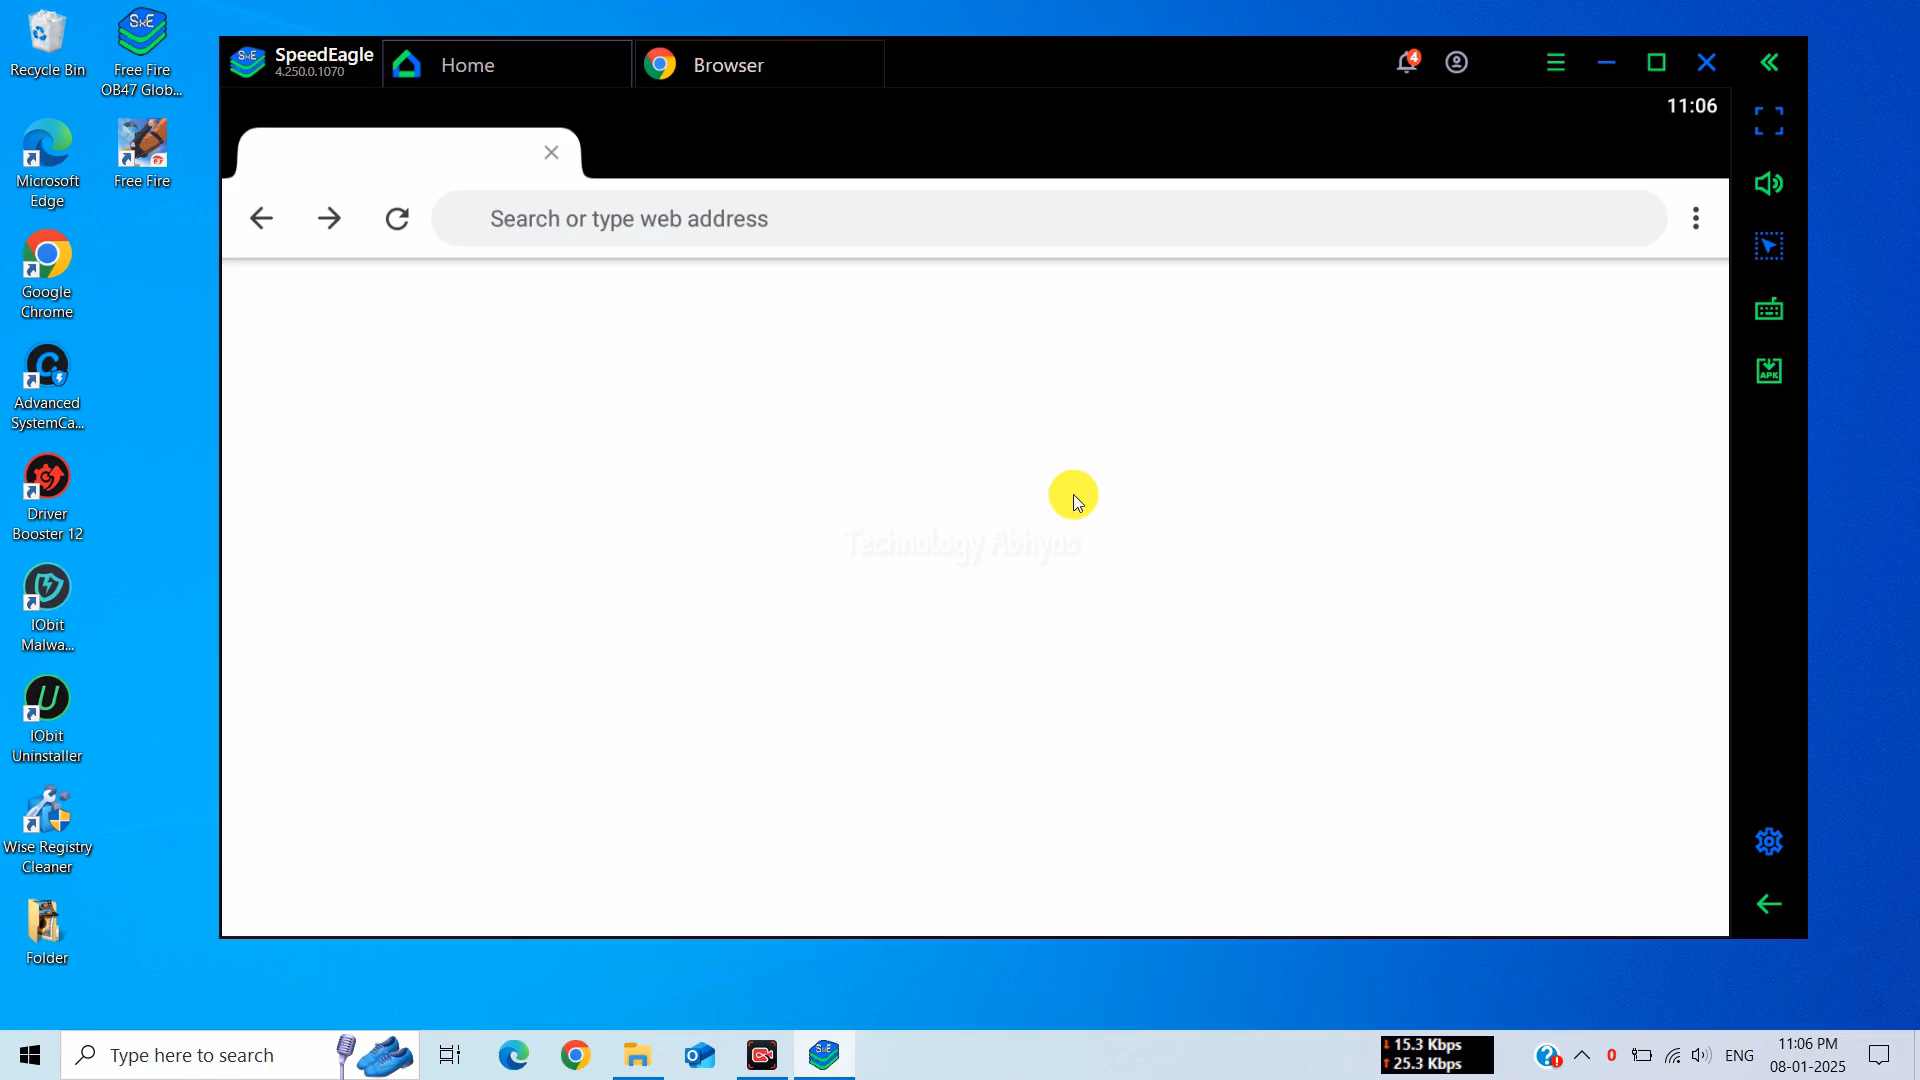 Recycle Bin
Free Fire
OB47 Glob...
Microsoft
Edge
Free Fire
Google
Chrome
Advanced
SystemCa...
Driver
Booster 12
IObit
Malwa...
IObit
Uninstaller
Wise Registry
Cleaner
Folder
SpeedEagle
4.250.0.1070
Home
Browser
4
11:06
Search or type web address
Technology Abhyas
APK
Type here to search
15.3 Kbps
25.3 Kbps
0
ENG
11:06 PM
08-01-2025